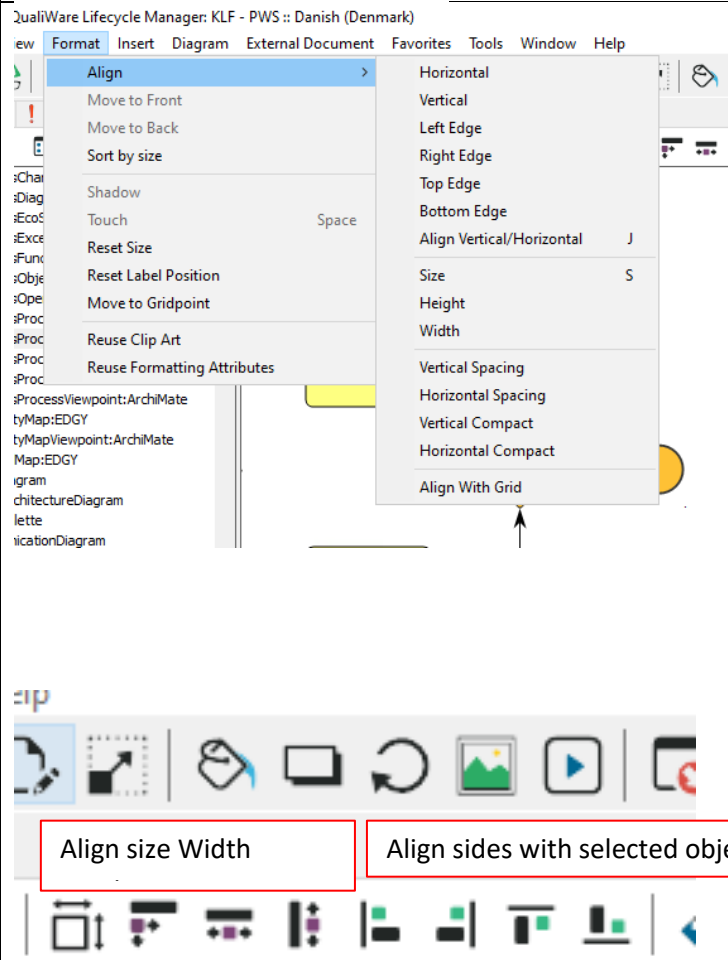 QualiWare Lifecycle Manager: KLF - PWS :: Danish (Denmark)
Format Insert Diagram External Document Favorites Tools Window Help
Align > Horizontal
Move to Front Vertical
Move to Back Left Edge
Sort by size Right Edge
Top Edge
Shadow Bottom Edge
Touch Space Align Vertical/Horizontal J
Reset Size
Reset Label Position Size S
Move to Gridpoint Height
Width
Reuse Clip Art
Reuse Formatting Attributes Vertical Spacing
Horizontal Spacing
Vertical Compact
Horizontal Compact
Align With Grid
sProcessViewpoint:ArchiMate
tyMap:EDGY
tyMapViewpoint:ArchiMate
Map:EDGY
agram
chitectureDiagram
lette
nicationDiagram
elp
Align size Width Align sides with selected obje